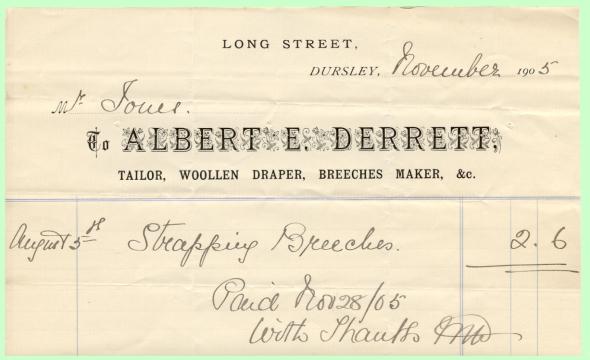 LONG STREET,
DURSLEY, November 1905
Mr Jones.
To ALBERT E. DERRETT,
TAILOR, WOOLLEN DRAPER, BREECHES MAKER, &c.
August 5th Strapping Breeches. 2. 6
Paid Nov 28/05
With Thanks